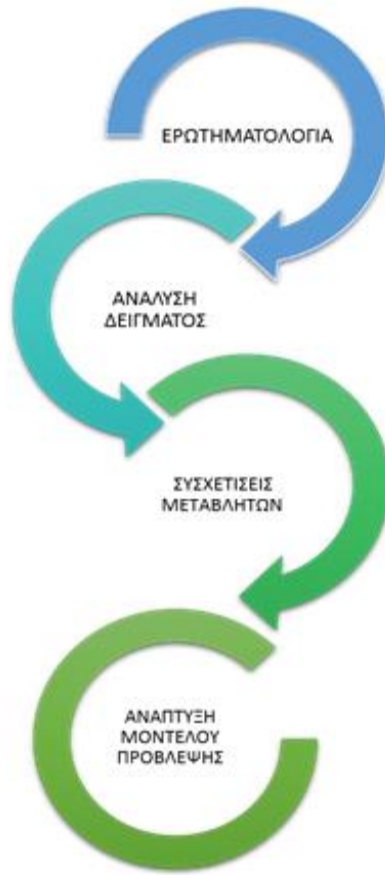 ΕΡΩΤΗΜΑΤΟΛΟΓΙΑ
ΑΝΑΛΥΣΗ
ΔΕΙΓΜΑΤΟΣ
ΣΥΣΧΕΤΙΣΕΙΣ
ΜΕΤΑΒΛΗΤΩΝ
ΑΝΑΠΤΥΞΗ
ΜΟΝΤΕΛΟΥ
ΠΡΟΒΛΕΨΗΣ